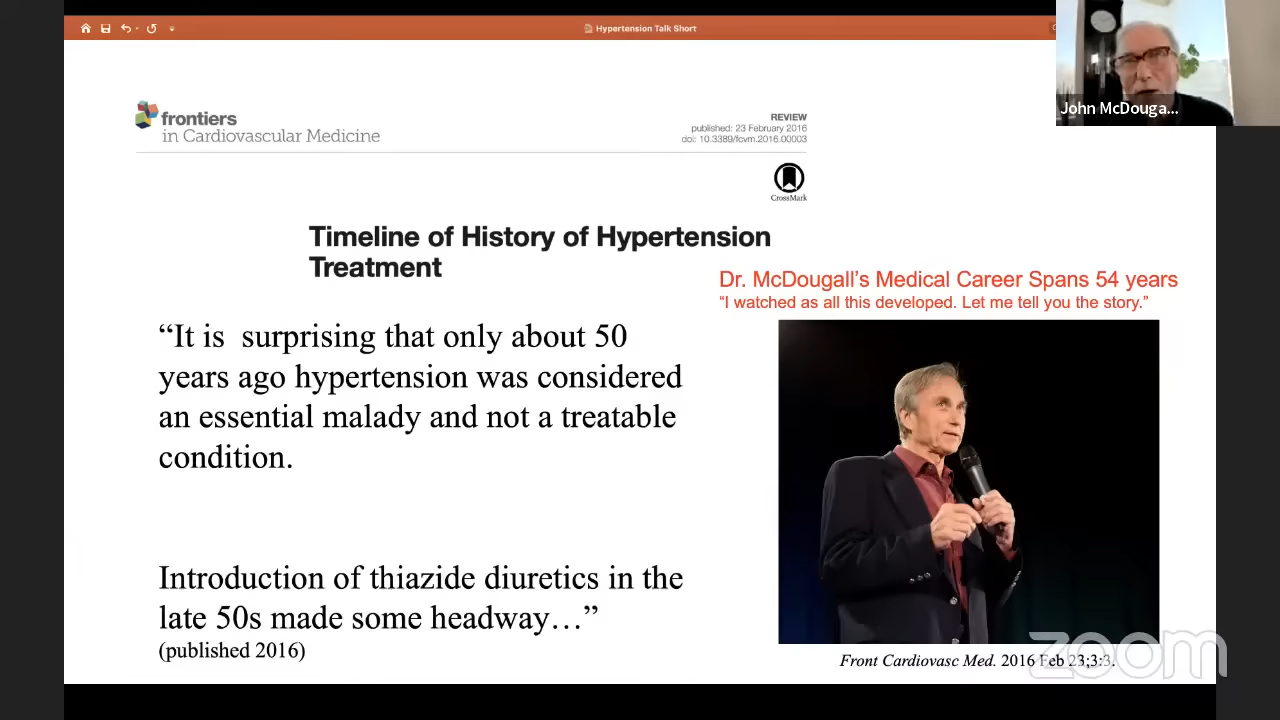 Hypertension Talk Short
John McDouga...
frontiers
in Cardiovascular Medicine
REVIEW
published: 23 February 2016
doi: 10.3389/fcvm.2016.00003
CrossMark
Timeline of History of Hypertension
Treatment
Dr. McDougall’s Medical Career Spans 54 years
“I watched as all this developed. Let me tell you the story.”
“It is  surprising that only about 50
years ago hypertension was considered
an essential malady and not a treatable
condition.
Introduction of thiazide diuretics in the
late 50s made some headway…”
(published 2016)
Front Cardiovasc Med. 2016 Feb 23;3:3.
zoom